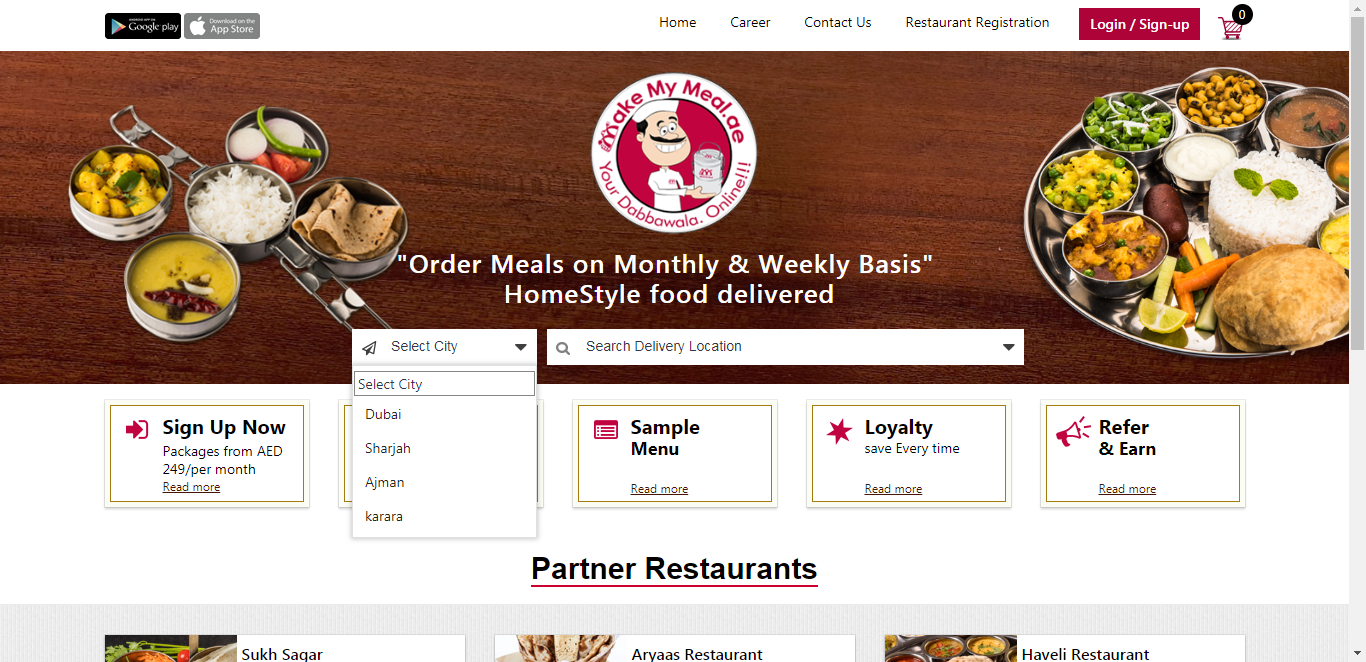 ANDROID APP ON
Google play
Download on the
App Store
Home
Career
Contact Us
Restaurant Registration
Login / Sign-up
0
Make My Meal.ae
Your Dabbawala. Online!!!
"Order Meals on Monthly & Weekly Basis"
HomeStyle food delivered
Select City
Search Delivery Location
Select City
Dubai
Sharjah
Ajman
karara
Sign Up Now
Packages from AED
249/per month
Read more
Sample
Menu
Read more
Loyalty
save Every time
Read more
Refer
& Earn
Read more
Partner Restaurants
Sukh Sagar
Aryaas Restaurant
Haveli Restaurant